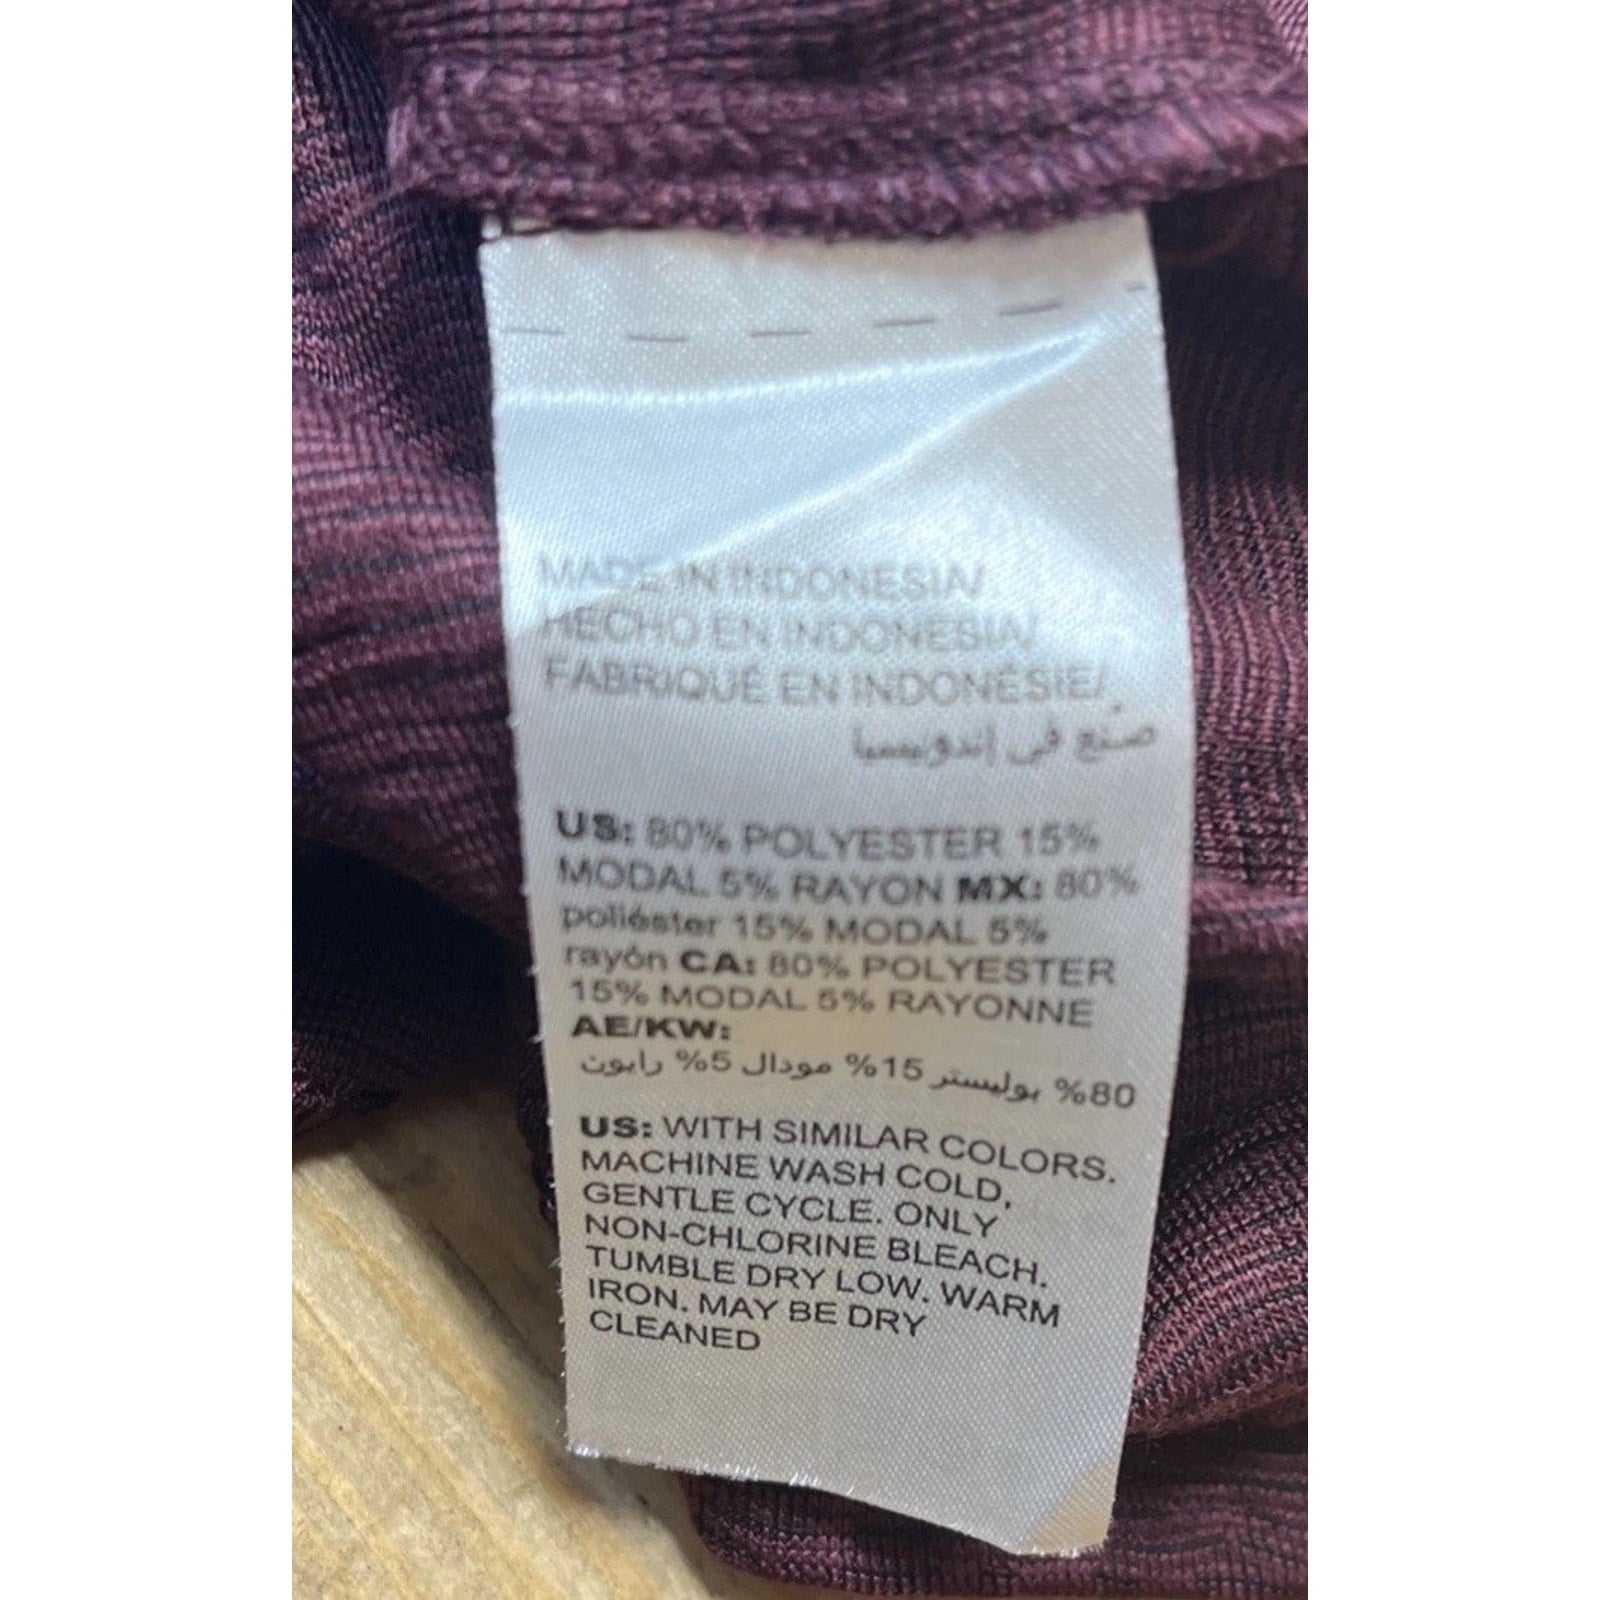 MADE IN INDONESIA/
HECHO EN INDONESIA/
FABRIQUÉ EN INDONÉSIE/
صنع في إندونيسيا
US: 80% POLYESTER 15%
MODAL 5% RAYON MX: 80%
poliéster 15% MODAL 5%
rayón CA: 80% POLYESTER
15% MODAL 5% RAYONNE
AE/KW:
80% بوليستر 15% مودال 5% رايون
US: WITH SIMILAR COLORS.
MACHINE WASH COLD,
GENTLE CYCLE. ONLY
NON-CHLORINE BLEACH.
TUMBLE DRY LOW. WARM
IRON. MAY BE DRY
CLEANED